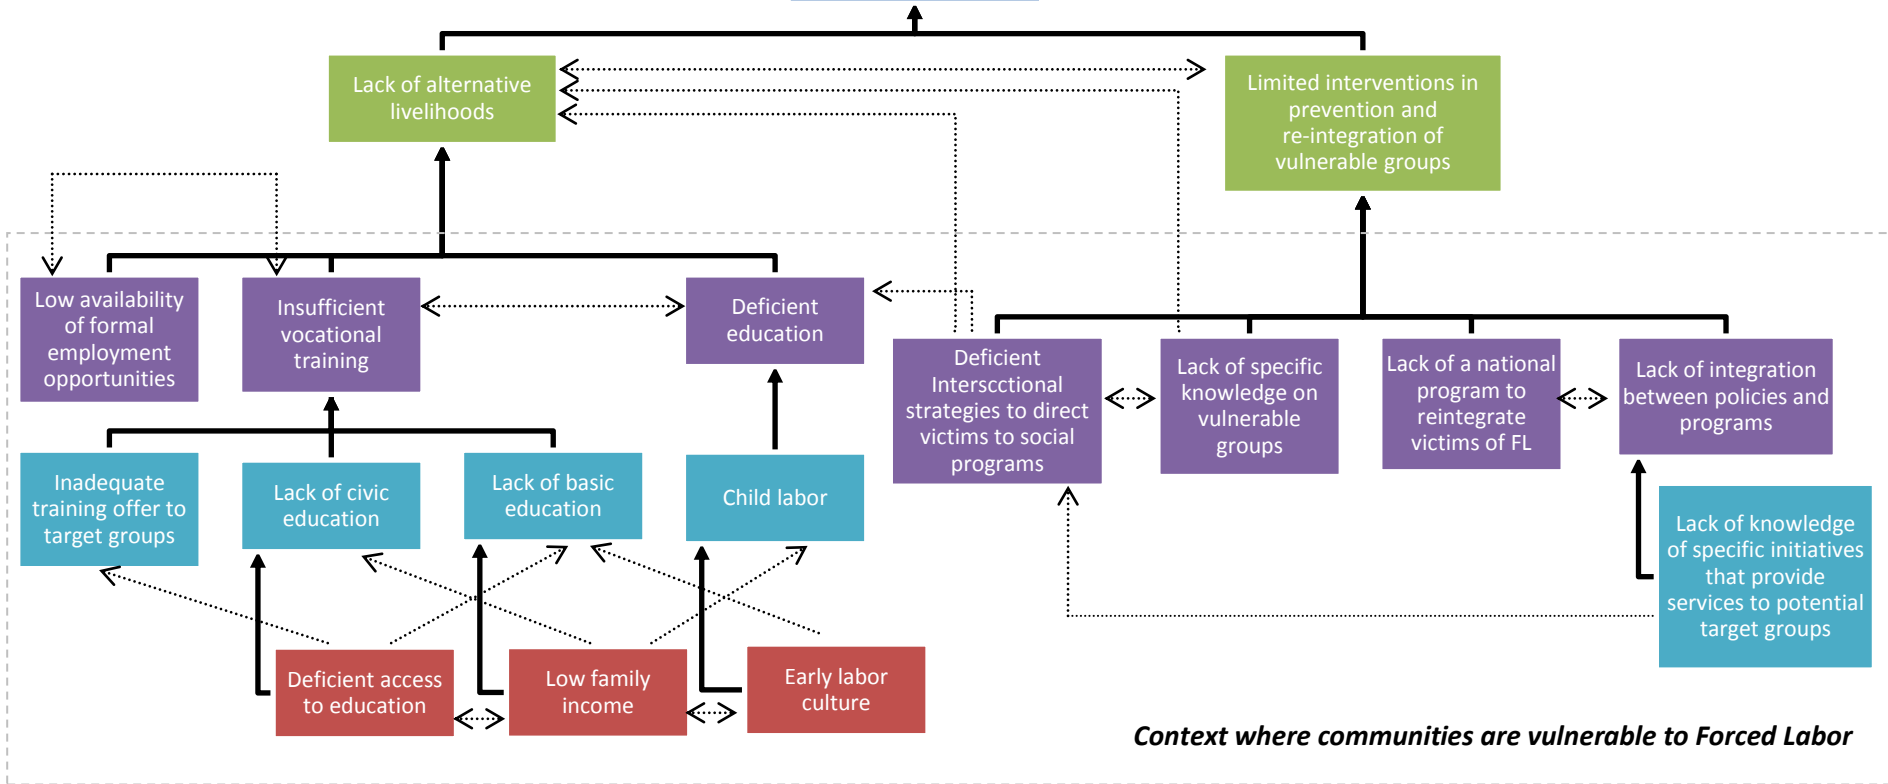 Lack of alternative
livelihoods
Limited interventions in
prevention and
re-integration of
vulnerable groups
Low availability
of formal
employment
opportunities
Insufficient
vocational
training
Deficient
education
Deficient
Interscctional
strategies to direct
victims to social
programs
Lack of specific
knowledge on
vulnerable
groups
Lack of a national
program to
reintegrate
victims of FL
Lack of integration
between policies and
programs
Inadequate
training offer to
target groups
Lack of civic
education
Lack of basic
education
Child labor
Lack of knowledge
of specific initiatives
that provide
services to potential
target groups
Deficient access
to education
Low family
income
Early labor
culture
Context where communities are vulnerable to Forced Labor